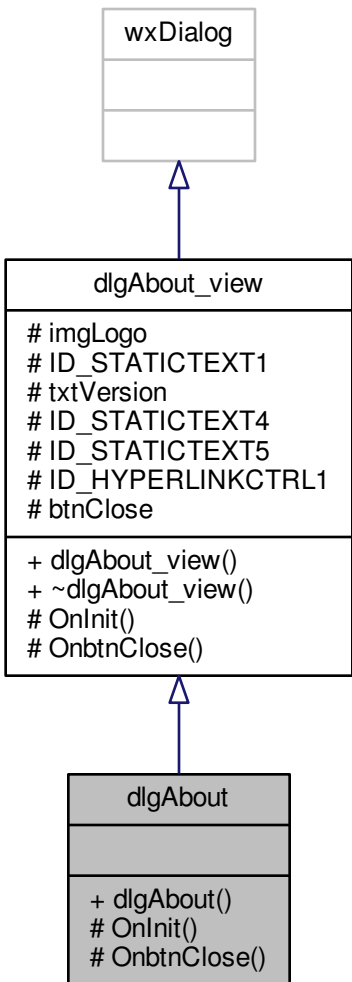 wxDialog
dlgAbout_view
# imgLogo
# ID_STATICTEXT1
# txtVersion
# ID_STATICTEXT4
# ID_STATICTEXT5
# ID_HYPERLINKCTRL1
# btnClose
+ dlgAbout_view()
+ ~dlgAbout_view()
# OnInit()
# OnbtnClose()
dlgAbout
+ dlgAbout()
# OnInit()
# OnbtnClose()